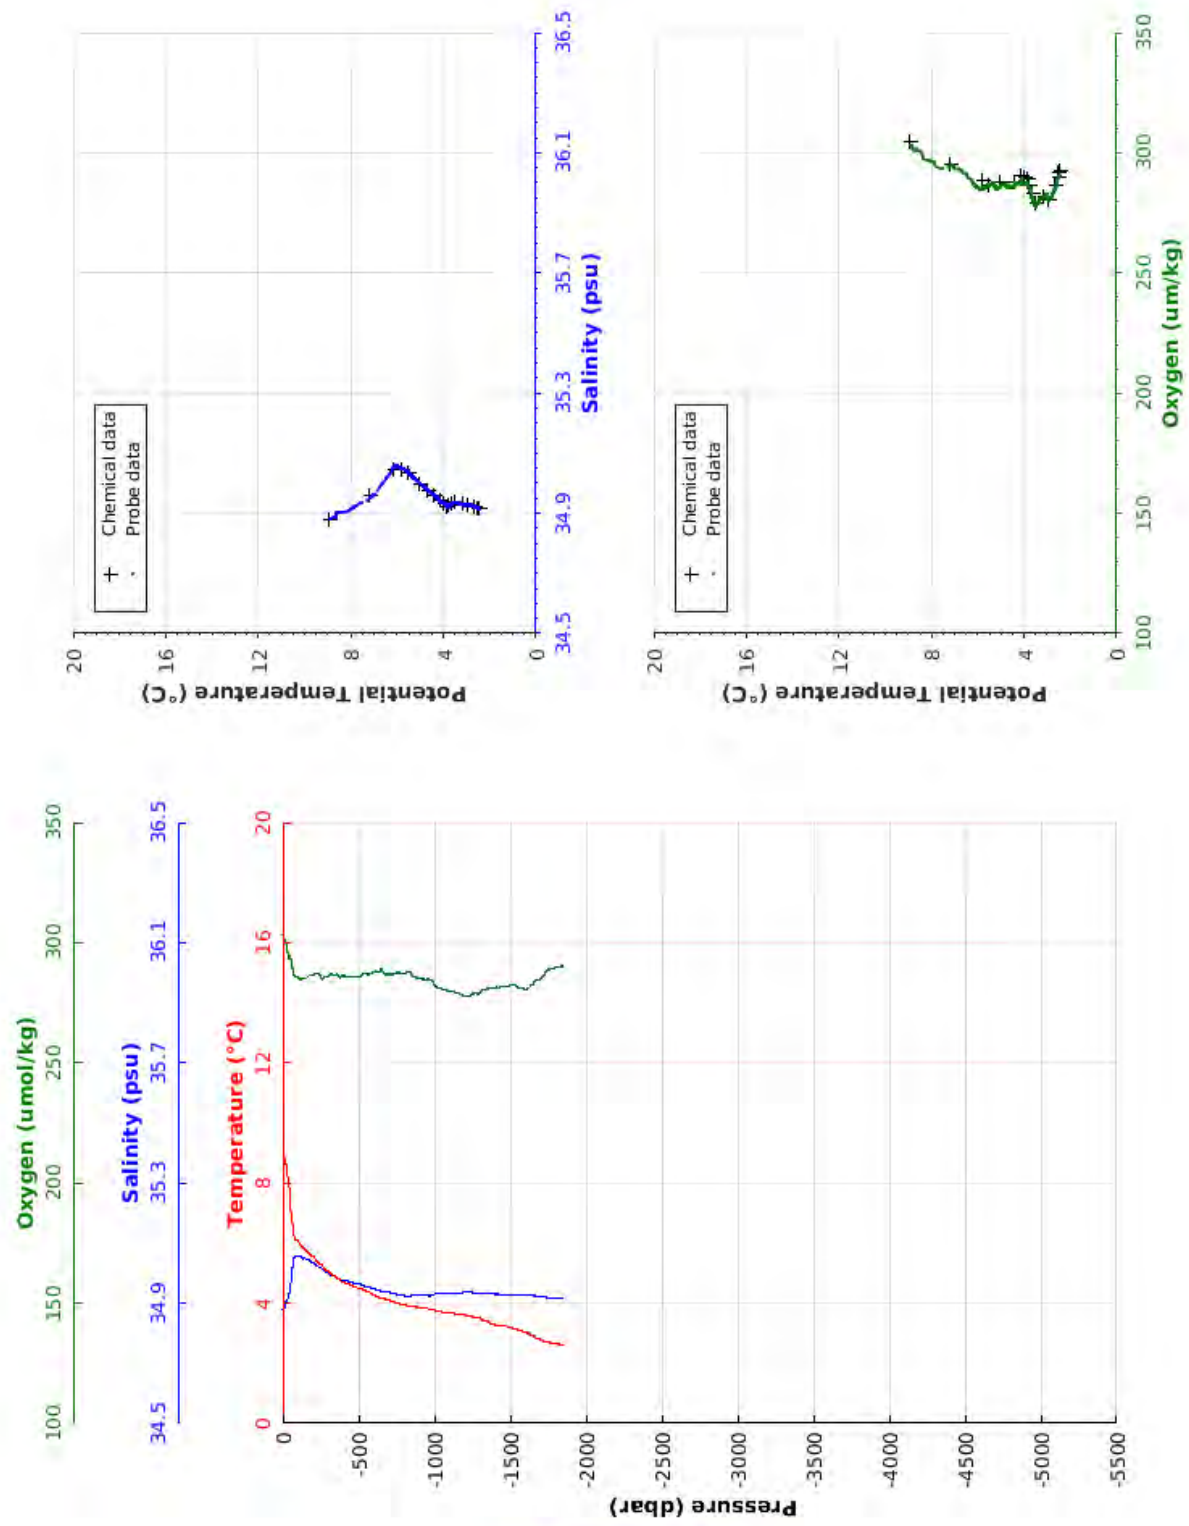 Oxygen (umol/kg)
100 150 200 250 300 350
Salinity (psu)
34.5 34.9 35.3 35.7 36.1 36.5
Temperature (°C)
0 4 8 12 16 20
0
-500
-1000
-1500
-2000
-2500
-3000
-3500
-4000
-4500
-5000
-5500
Pressure (dbar)
20
16
12
8
4
0
Potential Temperature (°C)
Chemical data
Probe data
34.5 34.9 35.3 35.7 36.1 36.5
Salinity (psu)
20
16
12
8
4
0
Potential Temperature (°C)
Chemical data
Probe data
100 150 200 250 300 350
Oxygen (um/kg)